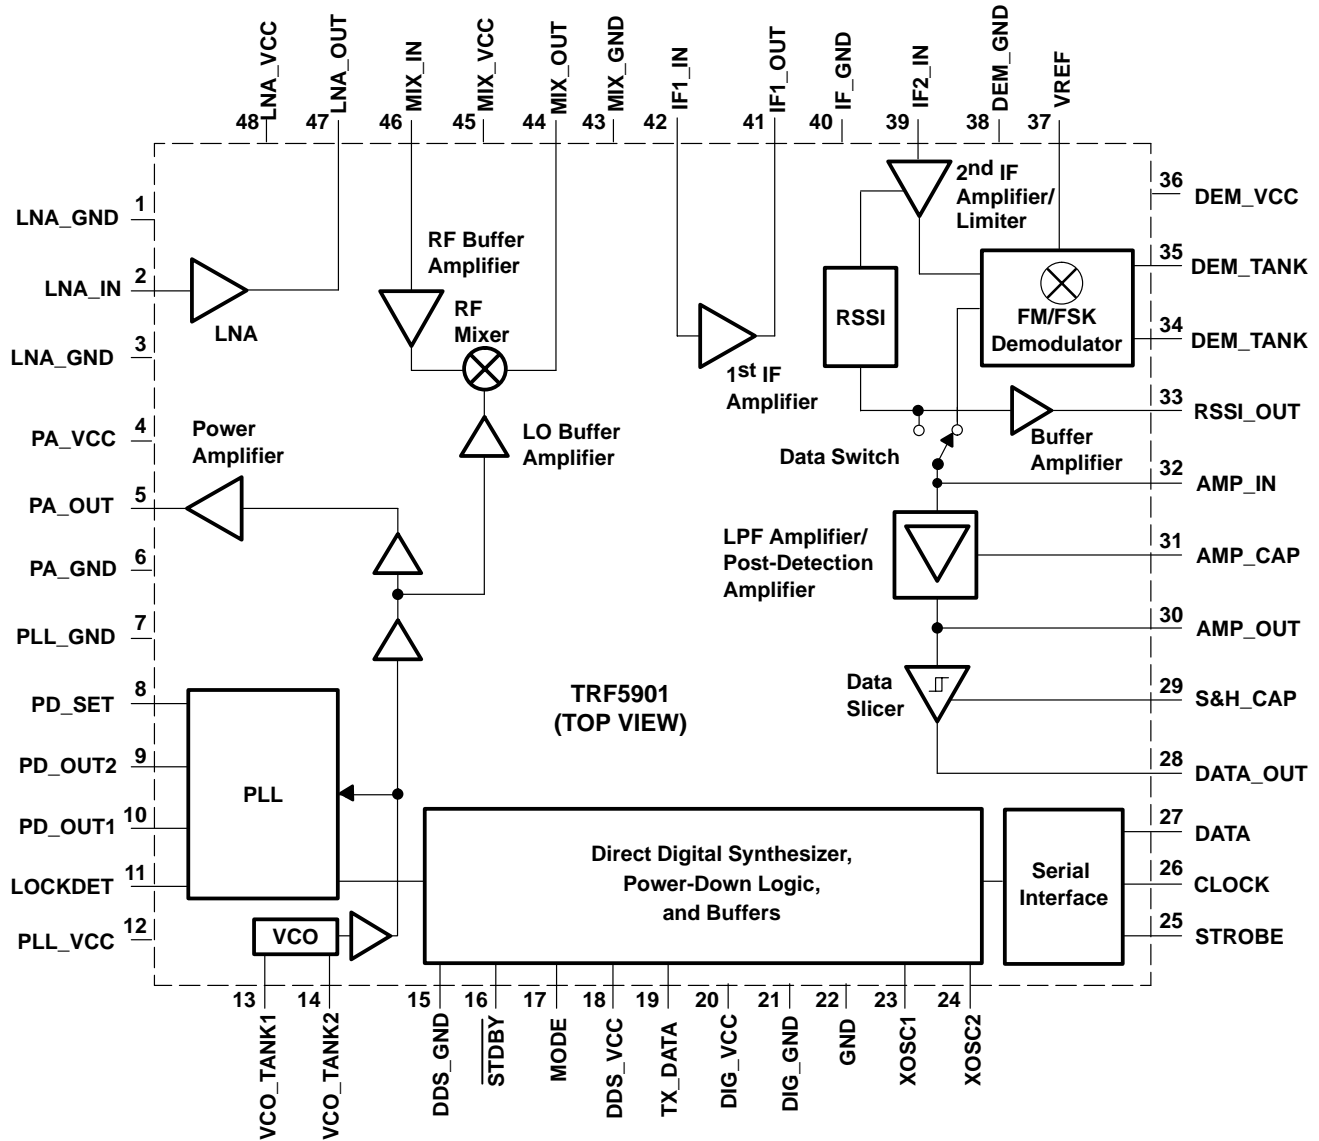 LNA_VCC
LNA_OUT
MIX_IN
MIX_VCC
MIX_OUT
MIX_GND
IF1_IN
IF1_OUT
IF_GND
IF2_IN
DEM_GND
VREF
48
47
46
45
44
43
42
41
40
39
38
37
LNA_GND
1
LNA_IN
2
LNA_GND
3
PA_VCC
4
PA_OUT
5
PA_GND
6
PLL_GND
7
PD_SET
8
PD_OUT2
9
PD_OUT1
10
LOCKDET
11
PLL_VCC
12
LNA
RF Buffer
Amplifier
RF
Mixer
Power
Amplifier
LO Buffer
Amplifier
1st IF
Amplifier
2nd IF
Amplifier/
Limiter
RSSI
FM/FSK
Demodulator
Buffer
Amplifier
Data Switch
LPF Amplifier/
Post-Detection
Amplifier
Data
Slicer
TRF5901
(TOP VIEW)
PLL
VCO
Direct Digital Synthesizer,
Power-Down Logic,
and Buffers
Serial
Interface
36
DEM_VCC
35
DEM_TANK
34
DEM_TANK
33
RSSI_OUT
32
AMP_IN
31
AMP_CAP
30
AMP_OUT
29
S&H_CAP
28
DATA_OUT
27
DATA
26
CLOCK
25
STROBE
13
14
15
16
17
18
19
20
21
22
23
24
VCO_TANK1
VCO_TANK2
DDS_GND
STDBY
MODE
DDS_VCC
TX_DATA
DIG_VCC
DIG_GND
GND
XOSC1
XOSC2